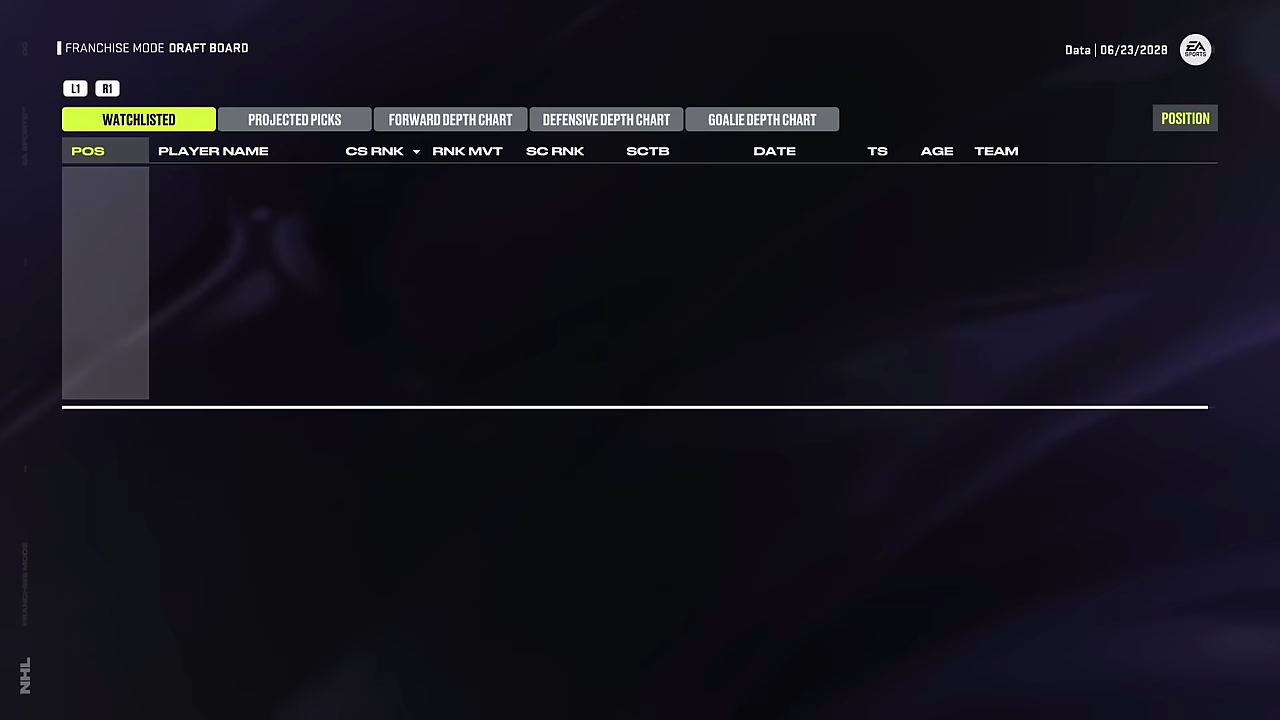 FRANCHISE MODE DRAFT BOARD
Data | 06/23/2028
EA SPORTS
L1 R1
WATCHLISTED PROJECTED PICKS FORWARD DEPTH CHART DEFENSIVE DEPTH CHART GOALIE DEPTH CHART POSITION
POS PLAYER NAME CS RNK RNK MVT SC RNK SCTB DATE TS AGE TEAM
FRANCHISE MODE
NHL